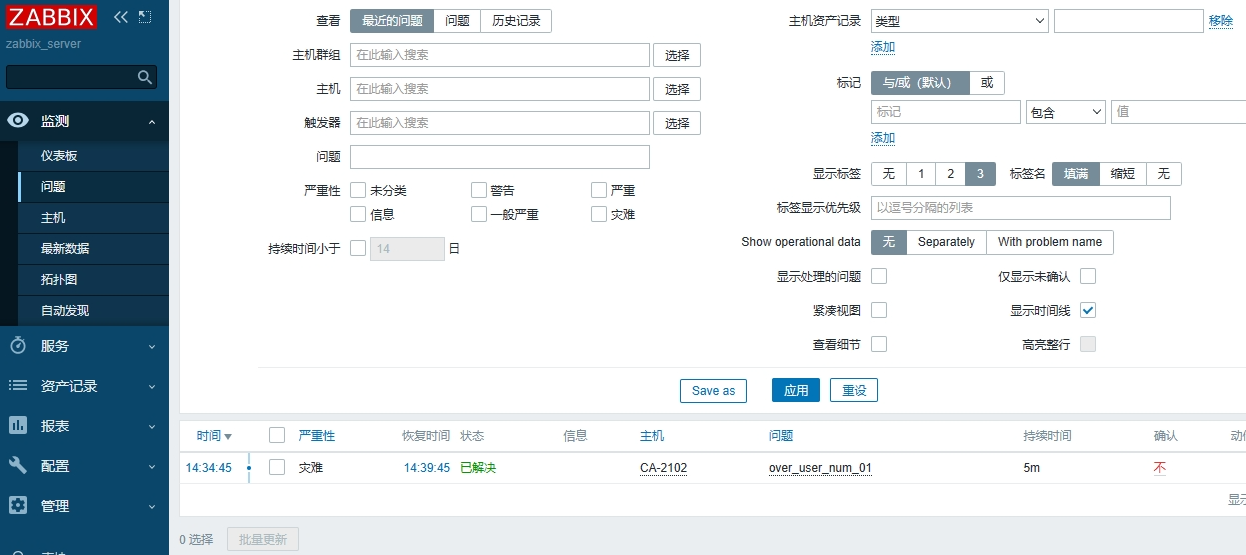 ZABBIX
zabbix_server
监测
仪表板
问题
主机
最新数据
拓扑图
自动发现
服务
资产记录
报表
配置
管理
查看 最近的问题 问题 历史记录
主机群组 在此输入搜索 选择
主机 在此输入搜索 选择
触发器 在此输入搜索 选择
问题
严重性 未分类 警告 严重
信息 一般严重 灾难
持续时间小于 14 日
主机资产记录 类型 移除
添加
标记 与/或（默认） 或
标记 包含 值
添加
显示标签 无 1 2 3 标签名 填满 缩短 无
标签显示优先级 以逗号分隔的列表
Show operational data 无 Separately With problem name
显示处理的问题 仅显示未确认
紧凑视图 显示时间线
查看细节 高亮整行
Save as 应用 重设
时间 严重性 恢复时间 状态 信息 主机 问题 持续时间 确认
14:34:45 灾难 14:39:45 已解决 CA-2102 over_user_num_01 5m 不
0 选择 批量更新